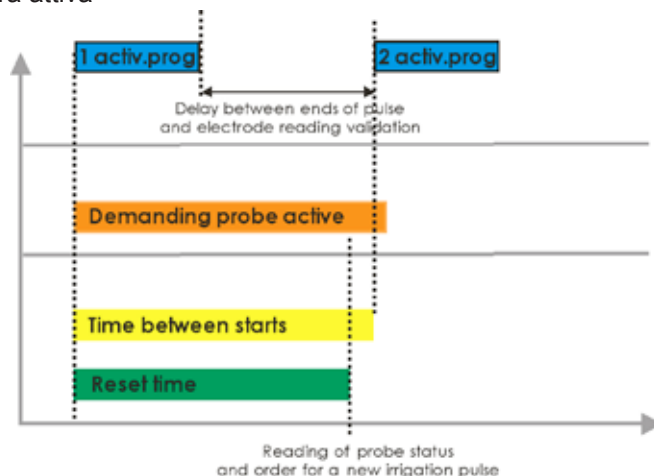 attiva
1 activ.prog
2 activ.prog
Delay between ends of pulse
and electrode reading validation
Demanding probe active
Time between starts
Reset time
Reading of probe status
and order for a new irrigation pulse